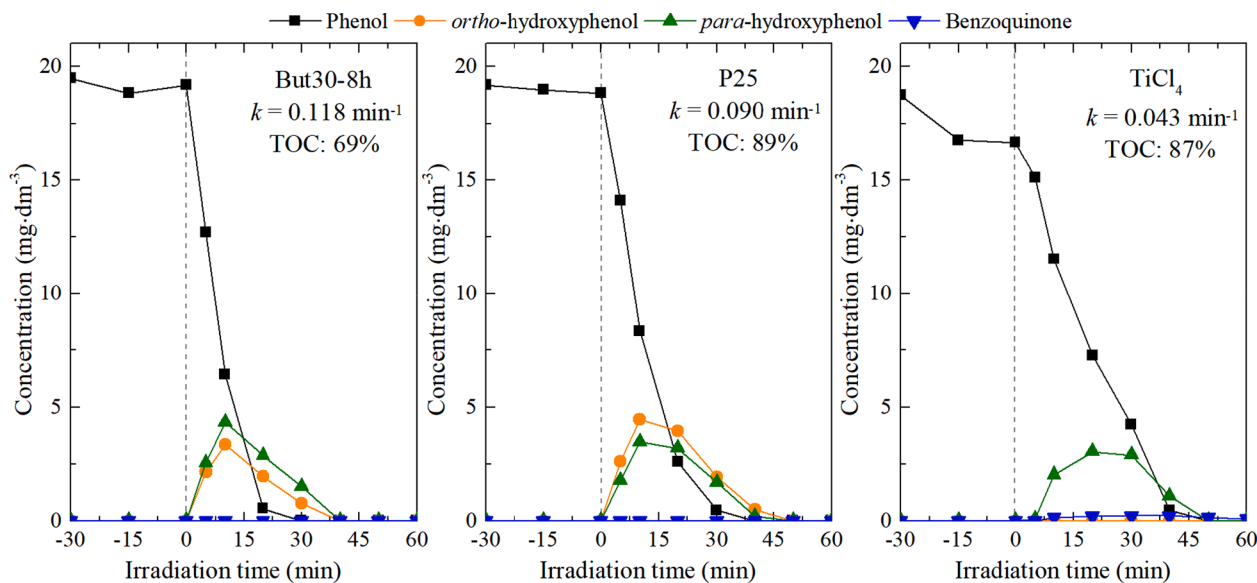 Phenol ortho-hydroxyphenol para-hydroxyphenol Benzoquinone
But30-8h
k = 0.118 min⁻¹
TOC: 69%
Concentration (mg·dm⁻³)
20
15
10
5
0
-30 -15 0 15 30 45 60
Irradiation time (min)
P25
k = 0.090 min⁻¹
TOC: 89%
Concentration (mg·dm⁻³)
20
15
10
5
0
-30 -15 0 15 30 45 60
Irradiation time (min)
TiCl₄
k = 0.043 min⁻¹
TOC: 87%
Concentration (mg·dm⁻³)
20
15
10
5
0
-30 -15 0 15 30 45 60
Irradiation time (min)